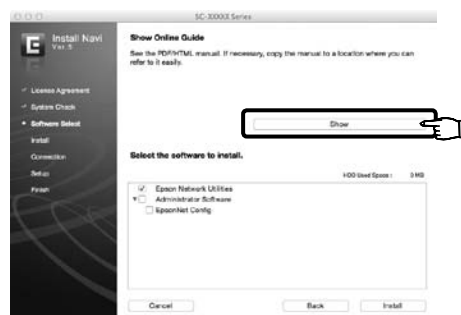 SC-XXXXX Series
E
Install Navi
Ver.5
License Agreement
System Check
Software Select
Install
Connection
Setup
Finish
Show Online Guide
See the PDF/HTML manual. If necessary, copy the manual to a location where you can
refer to it easily.
Show
Select the software to install.
HDD Used Space : 0 MB
Epson Network Utilities
Administrator Software
EpsonNet Config
Cancel
Back
Install